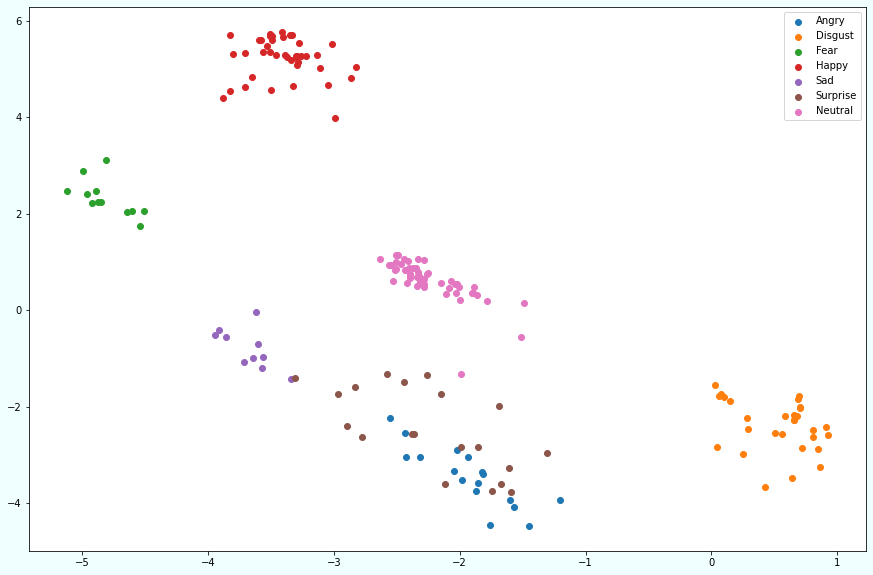 Angry
Disgust
Fear
Happy
Sad
Surprise
Neutral
6
4
2
0
−2
−4
−5
−4
−3
−2
−1
0
1